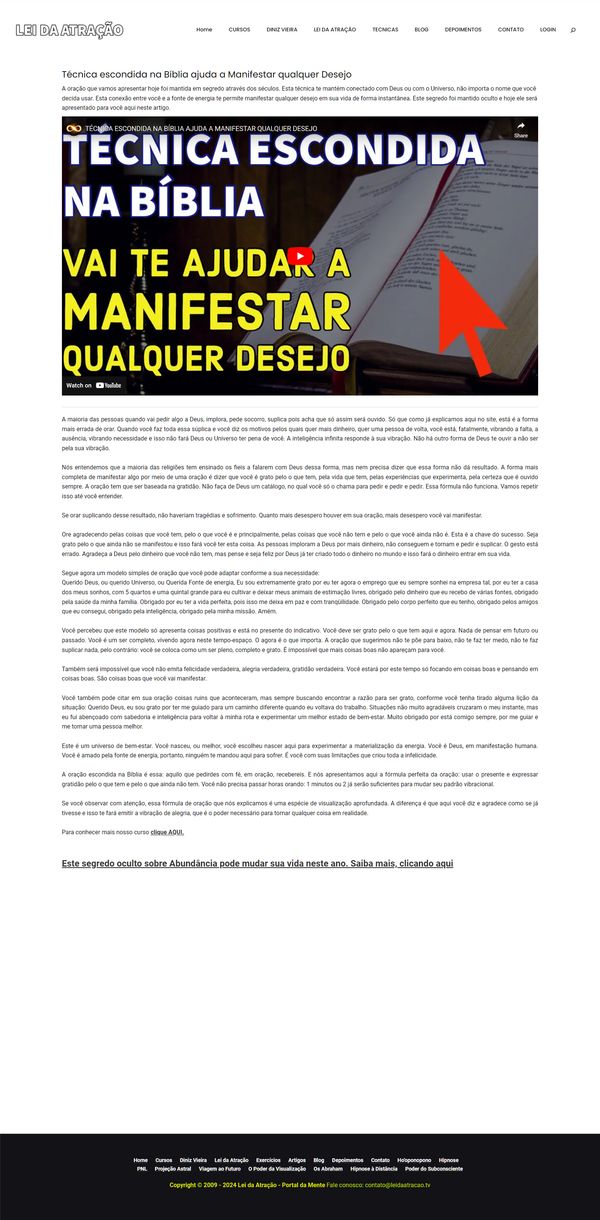 LEI DA ATRAÇÃO
Home CURSOS DINIZ VIEIRA LEI DA ATRAÇÃO TECNICAS BLOG DEPOIMENTOS CONTATO LOGIN
Técnica escondida na Bíblia ajuda a Manifestar qualquer Desejo
A oração que vamos apresentar hoje foi mantida em segredo através dos séculos. Esta técnica te mantém conectado com Deus ou com o Universo, não importa o nome que você
decida usar. Esta conexão entre você e a fonte de energia te permite manifestar qualquer desejo em sua vida de forma instantânea. Este segredo foi mantido oculto e hoje ele será
apresentado para você aqui neste artigo.
TÉCNICA ESCONDIDA NA BÍBLIA AJUDA A MANIFESTAR QUALQUER DESEJO
Share
TÉCNICA ESCONDIDA
NA BÍBLIA
VAI TE AJUDAR A
MANIFESTAR
QUALQUER DESEJO
Watch on YouTube
A maioria das pessoas quando vai pedir algo a Deus, implora, pede socorro, suplica pois acha que só assim será ouvido. Só que como já explicamos aqui no site, está é a forma
mais errada de orar. Quando você faz toda essa súplica e você diz os motivos pelos quais quer mais dinheiro, quer uma pessoa de volta, você está, fatalmente, vibrando a falta, a
ausência, vibrando necessidade e isso não fará Deus ou Universo ter pena de você. A inteligência infinita responde à sua vibração. Não há outro forma de Deus te ouvir a não ser
pela sua vibração.
Nós entendemos que a maioria das religiões tem ensinado os fieis a falarem com Deus dessa forma, mas nem precisa dizer que essa forma não dá resultado. A forma mais
completa de manifestar algo por meio de uma oração é dizer que você é grato pelo o que tem, pela vida que tem, pelas experiências que experimenta, pela certeza que é ouvido
sempre. A oração tem que ser baseada na gratidão. Não faça de Deus um catálogo, no qual você só o chama para pedir e pedir e pedir. Essa fórmula não funciona. Vamos repetir
isso até você entender.
Se orar suplicando desse resultado, não haveriam tragédias e sofrimento. Quanto mais desespero houver em sua oração, mais desespero você vai manifestar.
Ore agradecendo pelas coisas que você tem, pelo o que você é e principalmente, pelas coisas que você não tem e pelo o que você ainda não é. Esta é a chave do sucesso. Seja
grato pelo o que ainda não se manifestou e isso fará você ter esta coisa. As pessoas imploram a Deus por mais dinheiro, não conseguem e tornam e pedir e suplicar. O gesto está
errado. Agradeça a Deus pelo dinheiro que você não tem, mas pense e seja feliz por Deus já ter criado todo o dinheiro no mundo e isso fará o dinheiro entrar em sua vida.
Segue agora um modelo simples de oração que você pode adaptar conforme a sua necessidade:
Querido Deus, ou querido Universo, ou Querida Fonte de energia, Eu sou extremamente grato por eu ter agora o emprego que eu sempre sonhei na empresa tal, por eu ter a casa
dos meus sonhos, com 5 quartos e uma quintal grande para eu cultivar e deixar meus animais de estimação livres, obrigado pelo dinheiro que eu recebo de várias fontes, obrigado
pela saúde da minha família. Obrigado por eu ter a vida perfeita, pois isso me deixa em paz e com tranqüilidade. Obrigado pelo corpo perfeito que eu tenho, obrigado pelos amigos
que eu consegui, obrigado pela inteligência, obrigado pela minha missão, Amém.
Você percebeu que este modelo só apresenta coisas positivas e está no presente do indicativo. Você deve ser grato pelo o que tem aqui e agora. Nada de pensar em futuro ou
passado. Você é um ser completo, vivendo agora neste tempo-espaço. O agora é o que importa. A oração que sugerimos não te põe para baixo, não te faz ter medo, não te faz
suplicar nada, pelo contrário: você se coloca como um ser pleno, completo e grato. É impossível que mais coisas boas não apareçam para você.
Também será impossível que você não emita felicidade verdadeira, alegria verdadeira, gratidão verdadeira. Você estará por este tempo só focando em coisas boas e pensando em
coisas boas. São coisas boas que você vai manifestar.
Você também pode citar em sua oração coisas ruins que aconteceram, mas sempre buscando encontrar a razão para ser grato, conforme você tenha tirado alguma lição da
situação: Querido Deus, eu sou grato por ter me guiado para um caminho diferente quando eu voltava do trabalho. Situações não muito agradáveis cruzaram o meu instante, mas
eu fui abençoado com sabedoria e inteligência para voltar à minha rota e experimentar um melhor estado de bem-estar. Muito obrigado por está comigo sempre, por me guiar e
me tornar uma pessoa melhor.
Este é um universo de bem-estar. Você nasceu, ou melhor, você escolheu nascer aqui para experimentar a materialização da energia. Você é Deus, em manifestação humana.
Você é amado pela fonte de energia, portanto, ninguém te mandou aqui para sofrer. É você com suas limitações que criou toda a infelicidade.
A oração escondida na Bíblia é essa: aquilo que pedirdes com fé, em oração, recebereis. E nós apresentamos aqui a fórmula perfeita da oração: usar o presente e expressar
gratidão pelo o que tem e pelo o que ainda não tem. Você não precisa passar horas orando: 1 minutos ou 2 já serão suficientes para mudar seu padrão vibracional.
Se você observar com atenção, essa fórmula de oração que nós explicamos é uma espécie de visualização aprofundada. A diferença é que aqui você diz e agradece como se já
tivesse e isso te fará emitir a vibração de alegria, que é o poder necessário para tornar qualquer coisa em realidade.
Para conhecer mais nosso curso clique AQUI.
Este segredo oculto sobre Abundância pode mudar sua vida neste ano. Saiba mais, clicando aqui
Home Cursos Diniz Vieira Lei da Atração Exercícios Artigos Blog Depoimentos Contato Ho'oponopono Hipnose
PNL Projeção Astral Viagem ao Futuro O Poder da Visualização Os Abraham Hipnose à Distância Poder do Subconsciente
Copyright © 2009 - 2024 Lei da Atração - Portal da Mente Fale conosco: contato@leidaatracao.tv